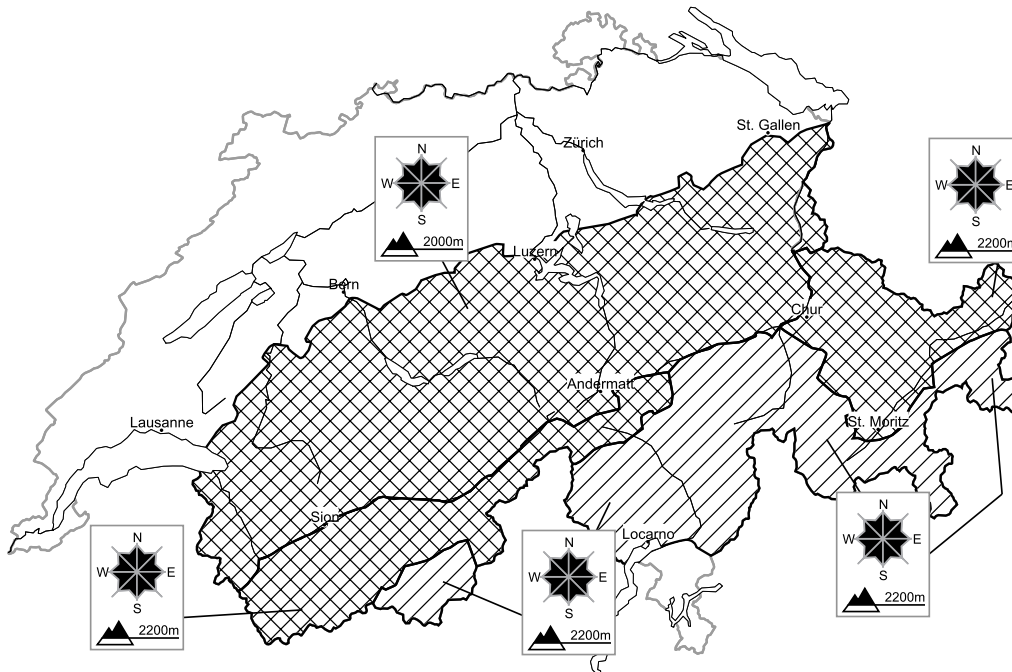 St. Gallen
Zürich
N
W E
S
2000m
N
W E
S
2200m
Luzern
Bern
Chur
Andermatt
Lausanne
St. Moritz
Sion
Locarno
N
W E
S
2200m
N
W E
S
2200m
N
W E
S
2200m